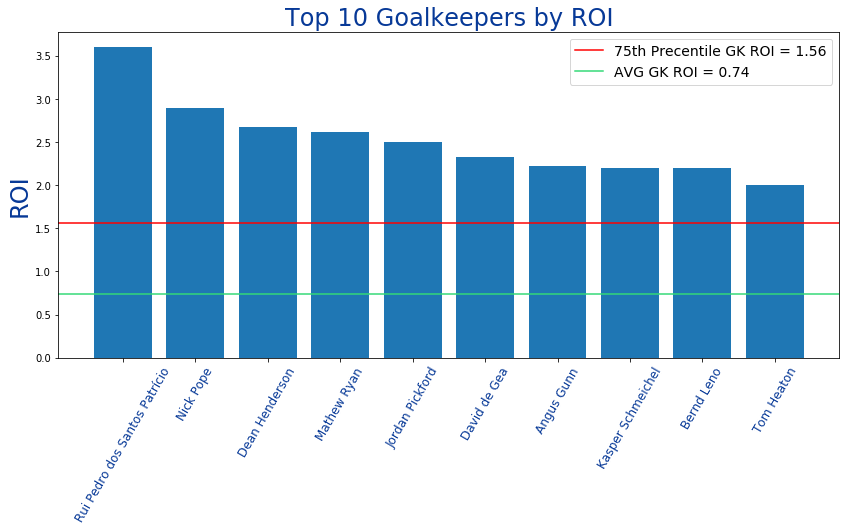 Top 10 Goalkeepers by ROI
75th Precentile GK ROI = 1.56
AVG GK ROI = 0.74
ROI
3.5
3.0
2.5
2.0
1.5
1.0
0.5
0.0
Rui Pedro dos Santos Patrício
Nick Pope
Dean Henderson
Mathew Ryan
Jordan Pickford
David de Gea
Angus Gunn
Kasper Schmeichel
Bernd Leno
Tom Heaton